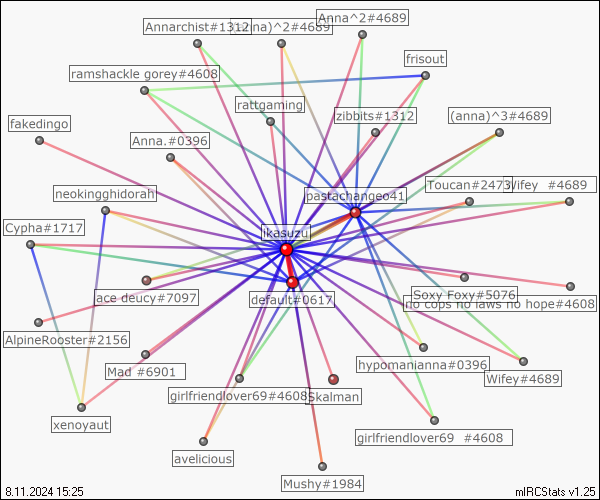 Annarchist#1312
(anna)^2#4689
Anna^2#4689
frisout
ramshackle gorey#4608
rattgaming
zibbits#1312
(anna)^3#4689
fakedingo
Anna.#0396
neokingghidorah
pastachangeo41
Toucan#2473
Wifey #4689
Cypha#1717
ikasuzu
ace deucy#7097
default#0617
Soxy Foxy#5076
no cops no laws no hope#4608
AlpineRooster#2156
Mad #6901
hypomanianna#0396
Wifey#4689
girlfriendlover69#4608
Skalman
xenoyaut
girlfriendlover69 #4608
avelicious
Mushy#1984
8.11.2024 15:25
mIRCStats v1.25